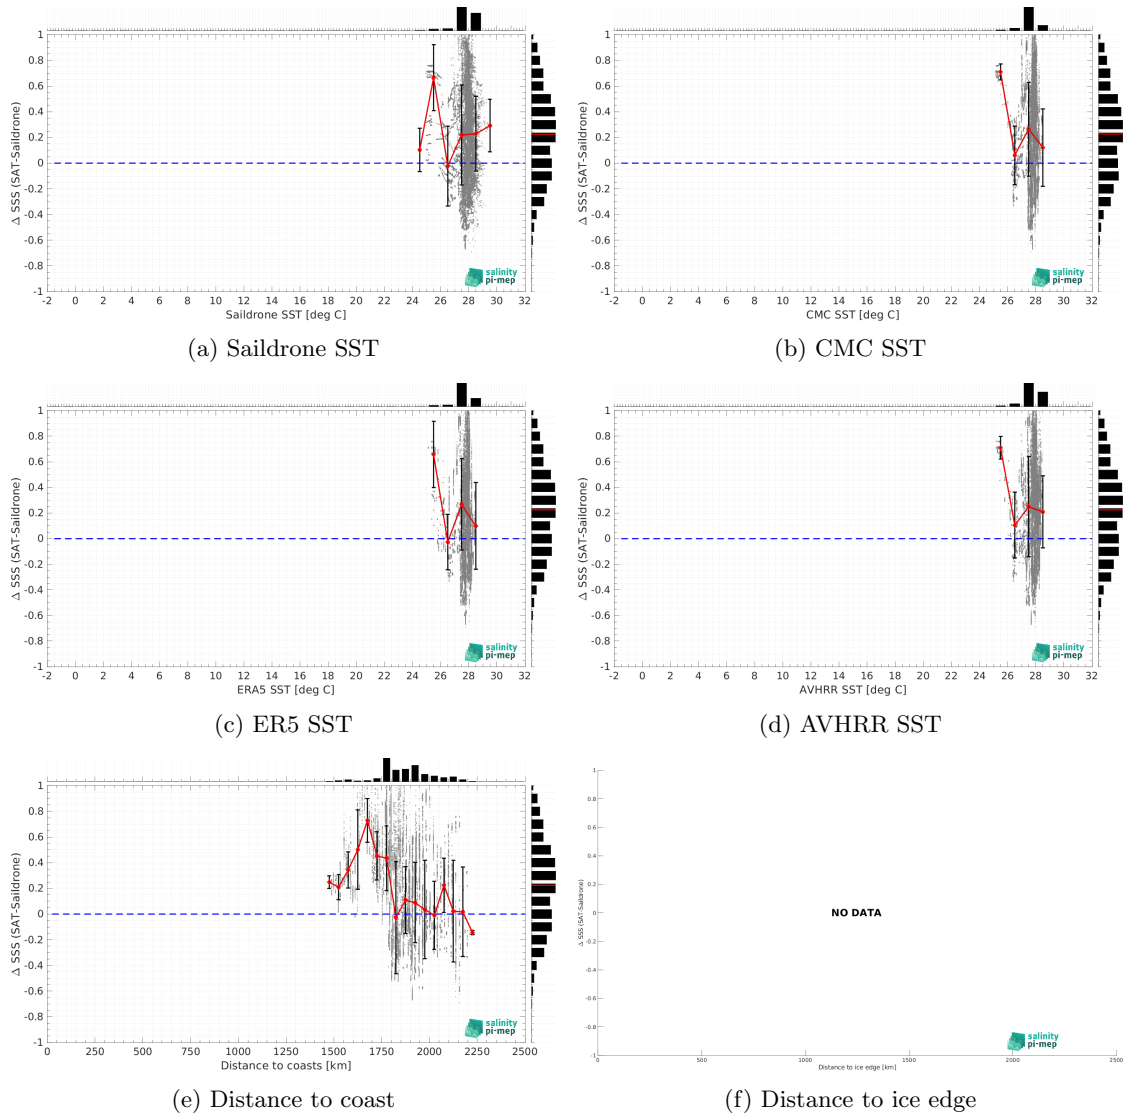 1
0.8
0.6
0.4
0.2
0
-0.2
-0.4
-0.6
-0.8
-1
Δ SSS (SAT-Saildrone)
-2 0 2 4 6 8 10 12 14 16 18 20 22 24 26 28 30 32
Saildrone SST [deg C]
salinity
pi-mep
(a) Saildrone SST
1
0.8
0.6
0.4
0.2
0
-0.2
-0.4
-0.6
-0.8
-1
Δ SSS (SAT-Saildrone)
-2 0 2 4 6 8 10 12 14 16 18 20 22 24 26 28 30 32
CMC SST [deg C]
salinity
pi-mep
(b) CMC SST
1
0.8
0.6
0.4
0.2
0
-0.2
-0.4
-0.6
-0.8
-1
Δ SSS (SAT-Saildrone)
-2 0 2 4 6 8 10 12 14 16 18 20 22 24 26 28 30 32
ERA5 SST [deg C]
salinity
pi-mep
(c) ER5 SST
1
0.8
0.6
0.4
0.2
0
-0.2
-0.4
-0.6
-0.8
-1
Δ SSS (SAT-Saildrone)
-2 0 2 4 6 8 10 12 14 16 18 20 22 24 26 28 30 32
AVHRR SST [deg C]
salinity
pi-mep
(d) AVHRR SST
1
0.8
0.6
0.4
0.2
0
-0.2
-0.4
-0.6
-0.8
-1
Δ SSS (SAT-Saildrone)
0 250 500 750 1000 1250 1500 1750 2000 2250 2500
Distance to coasts [km]
salinity
pi-mep
(e) Distance to coast
1
0.8
0.6
0.4
0.2
0
-0.2
-0.4
-0.6
-0.8
-1
Δ SSS (SAT-Saildrone)
NO DATA
0 500 1000 1500 2000 2500
Distance to ice edge [km]
salinity
pi-mep
(f) Distance to ice edge